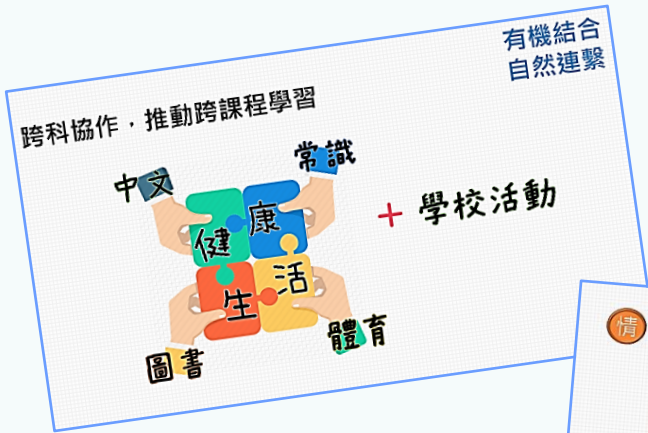 有機結合
自然連繫
跨科協作，推動跨課程學習
中文
常識
健康
生活
+ 學校活動
圖書
體育
情